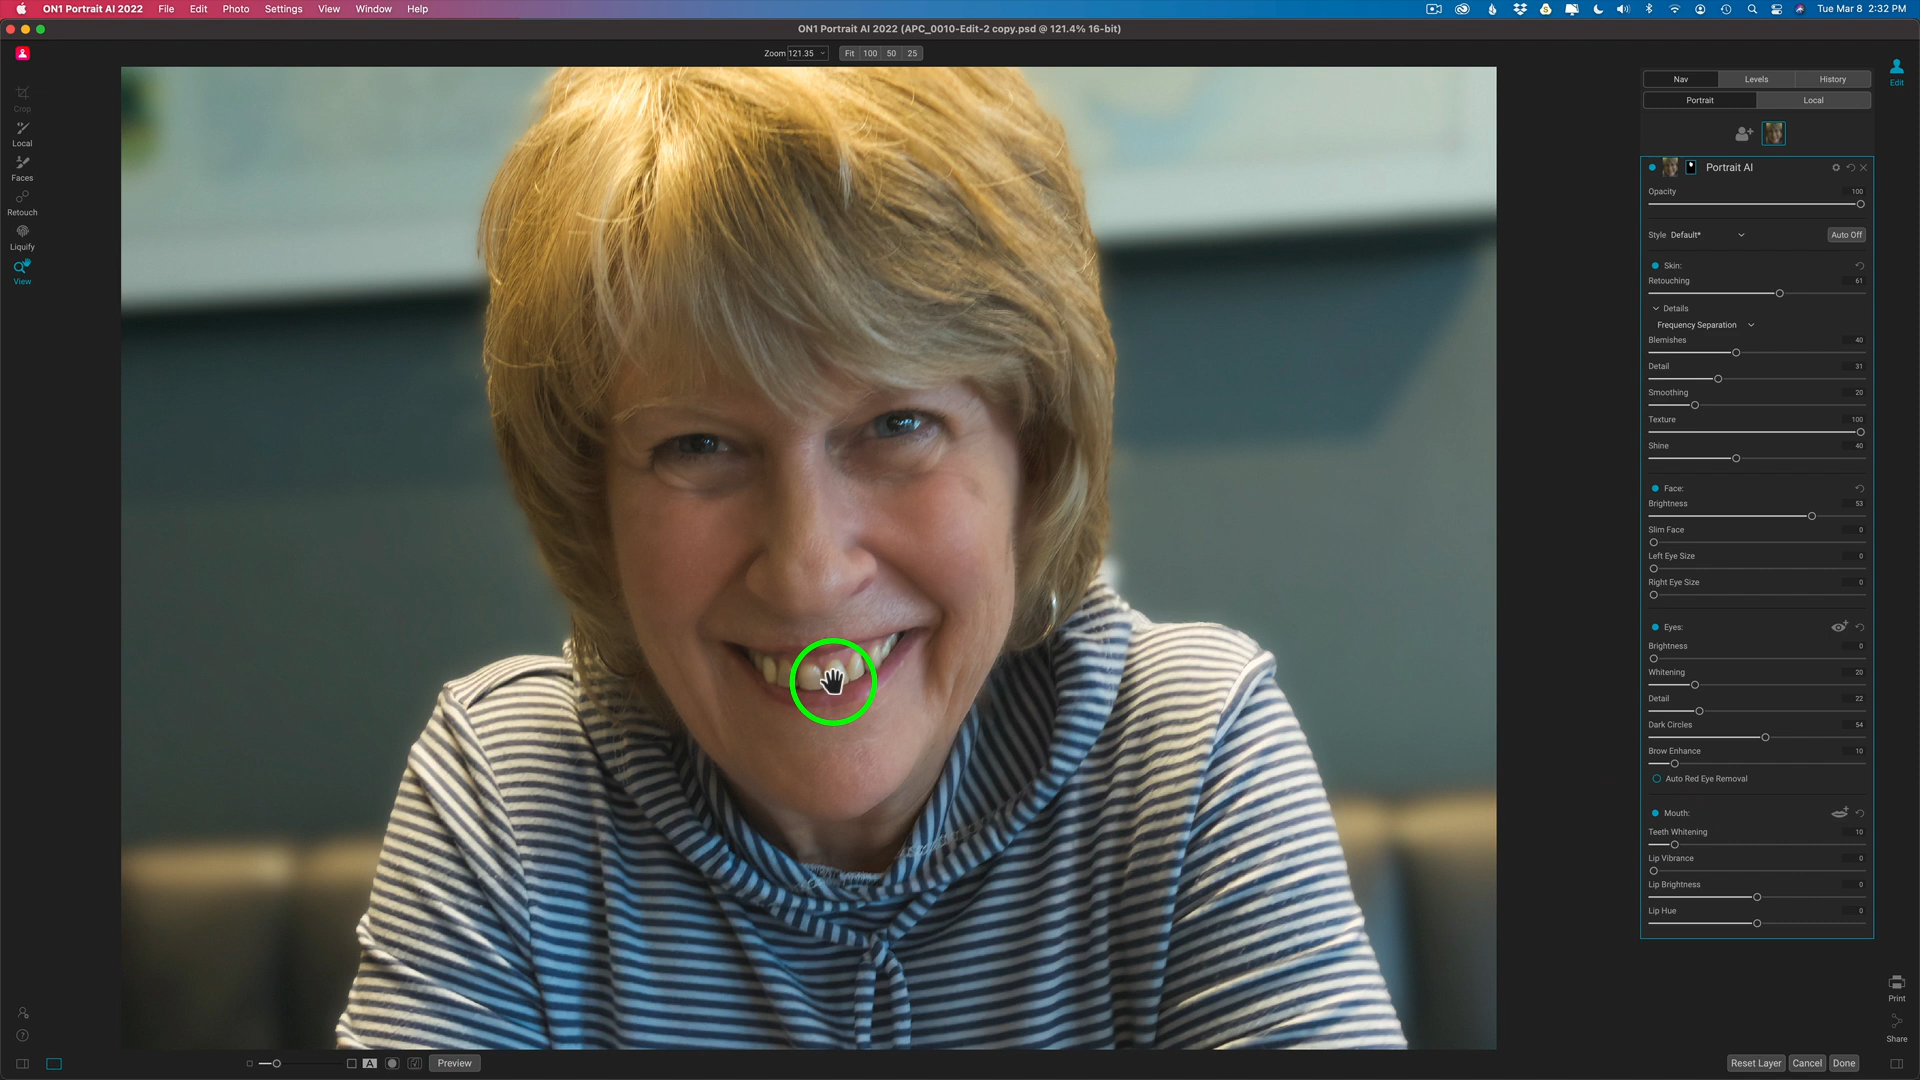 ON1 Portrait AI 2022 File Edit Photo Settings View Window Help Tue Mar 8 2:32 PM
ON1 Portrait AI 2022 (APC_0010-Edit-2 copy.psd @ 121.4% 16-bit)
Zoom 121.35 Fit 100 50 25
Crop
Local
Faces
Retouch
Liquify
View
Nav Levels History
Portrait Local
Edit
Portrait AI
Opacity 100
Style Default* Auto Off
Skin:
Retouching 61
Details
Frequency Separation
Blemishes 40
Detail 31
Smoothing 20
Texture 100
Shine 40
Face:
Brightness 53
Slim Face 0
Left Eye Size 0
Right Eye Size 0
Eyes:
Brightness 0
Whitening 20
Detail 22
Dark Circles 54
Brow Enhance 10
Auto Red Eye Removal
Mouth:
Teeth Whitening 10
Lip Vibrance 0
Lip Brightness 0
Lip Hue 0
Print
Share
A Preview
Reset Layer Cancel Done